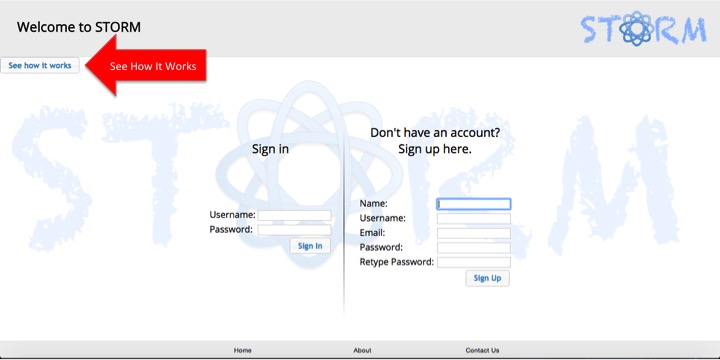 Welcome to STORM
STORM
See how it works
See How It Works
STORM
Don't have an account?
Sign up here.
Sign in
Name:
Username:
Email:
Password:
Retype Password:
Sign Up
Username:
Password:
Sign In
Home
About
Contact Us